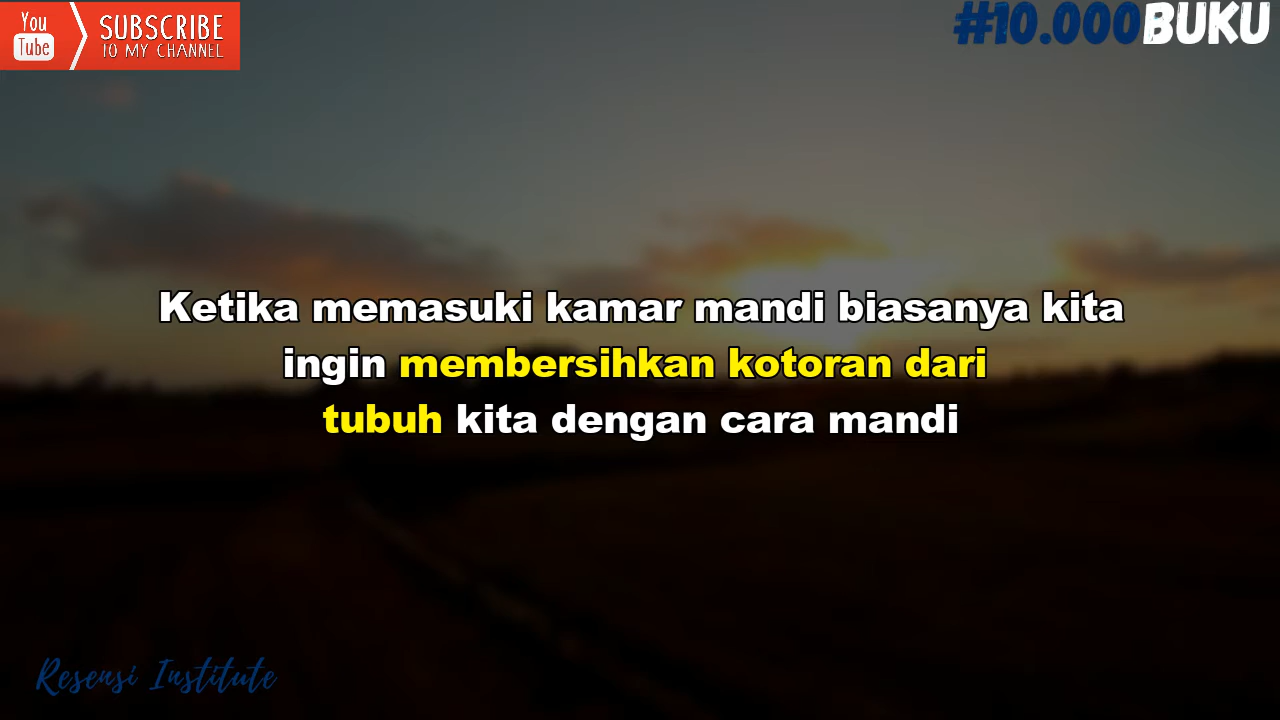 You
Tube
SUBSCRIBE
TO MY CHANNEL
#10.000BUKU
Ketika memasuki kamar mandi biasanya kita
ingin membersihkan kotoran dari
tubuh kita dengan cara mandi
Resensi Institute